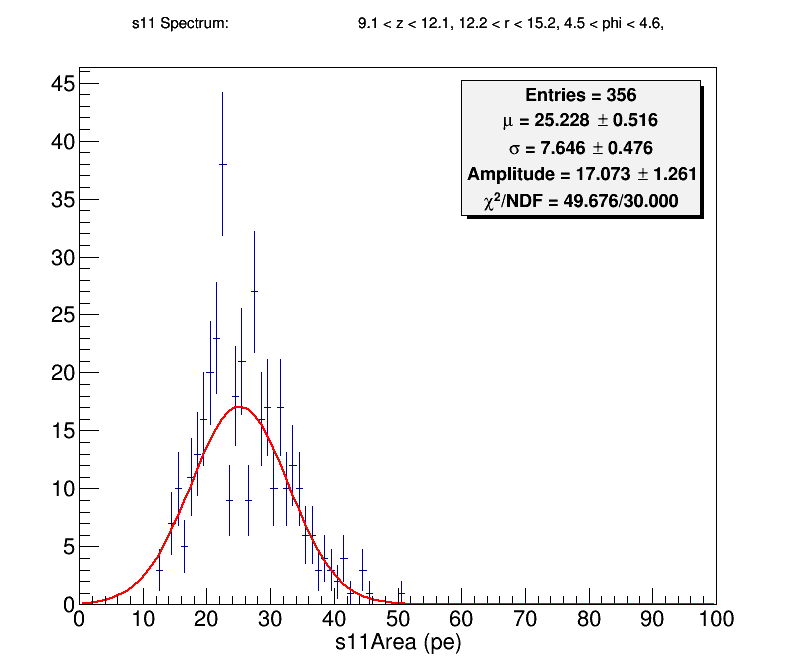 s11 Spectrum: 9.1 < z < 12.1, 12.2 < r < 15.2, 4.5 < phi < 4.6,
Entries = 356
μ = 25.228 ± 0.516
σ = 7.646 ± 0.476
Amplitude = 17.073 ± 1.261
χ²/NDF = 49.676/30.000
45
40
35
30
25
20
15
10
5
0
0 10 20 30 40 50 60 70 80 90 100
s11Area (pe)